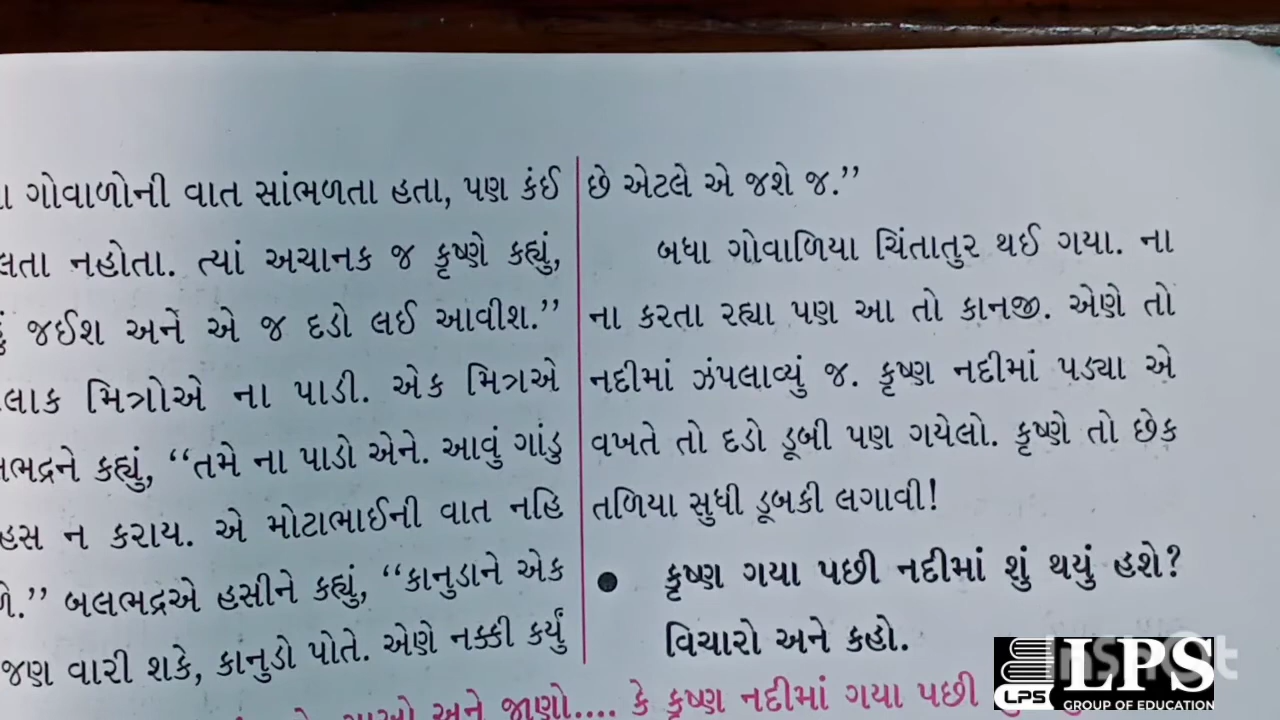 ગોવાળોની વાત સાંભળતા હતા, પણ કંઈ
લતા નહોતા. ત્યાં અચાનક જ કૃષ્ણે કહ્યું,
જઈશ અને એ જ દડો લઈ આવીશ.”
લાક મિત્રોએ ના પાડી. એક મિત્રએ
ભદ્રને કહ્યું, “તમે ના પાડો એને. આવું ગાંડુ
હસ ન કરાય. એ મોટાભાઈની વાત નહિ
બલભદ્રએ હસીને કહ્યું, “કાનુડાને એક
જણ વારી શકે, કાનુડો પોતે. એણે નક્કી કર્યું
છે એટલે એ જશે જ.”
બધા ગોવાળિયા ચિંતાતુર થઈ ગયા. ના
ના કરતા રહ્યા પણ આ તો કાનજી. એણે તો
નદીમાં ઝંપલાવ્યું જ. કૃષ્ણ નદીમાં પડ્યા એ
વખતે તો દડો ડૂબી પણ ગયેલો. કૃષ્ણે તો છેક
તળિયા સુધી ડૂબકી લગાવી!
● કૃષ્ણ ગયા પછી નદીમાં શું થયું હશે?
વિચારો અને કહો.
અને જાણો.... કે કૃષ્ણ નદીમાં ગયા પછી
LPS
LPS
GROUP OF EDUCATION